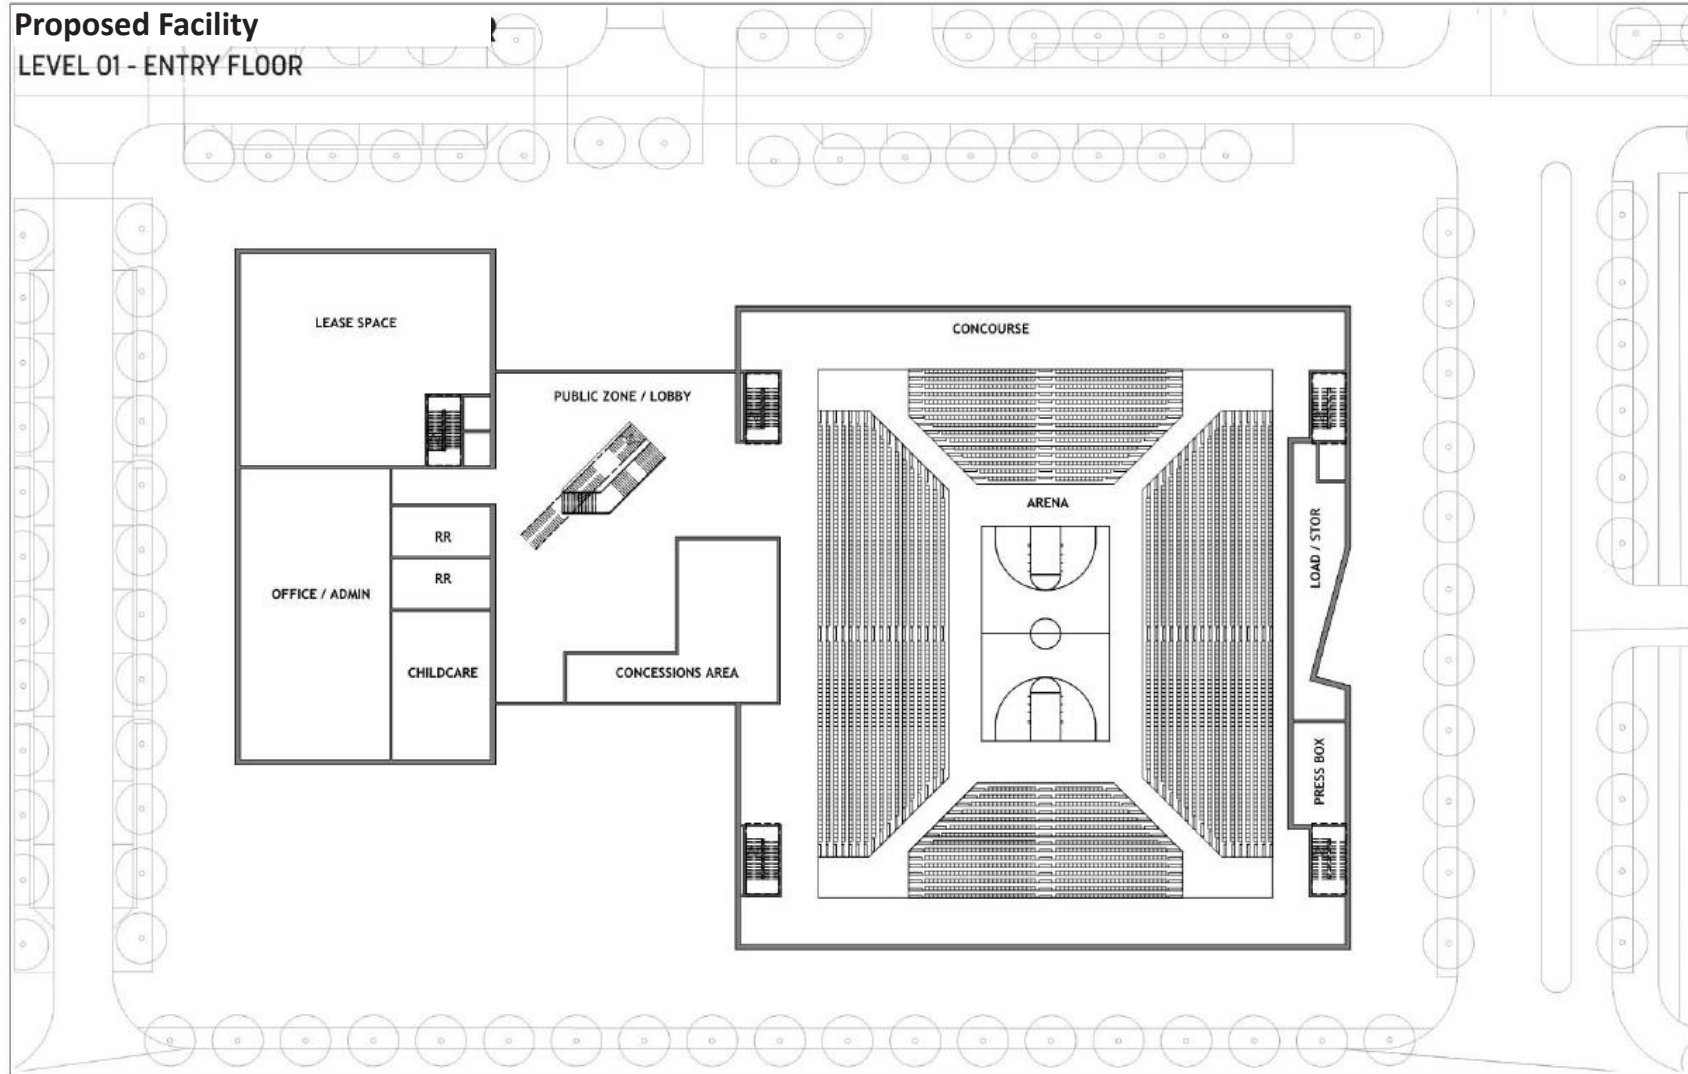 Proposed Facility
LEVEL 01 - ENTRY FLOOR
LEASE SPACE
CONCOURSE
PUBLIC ZONE / LOBBY
ARENA
RR
RR
OFFICE / ADMIN
LOAD / STOR
CHILDCARE
CONCESSIONS AREA
PRESS BOX